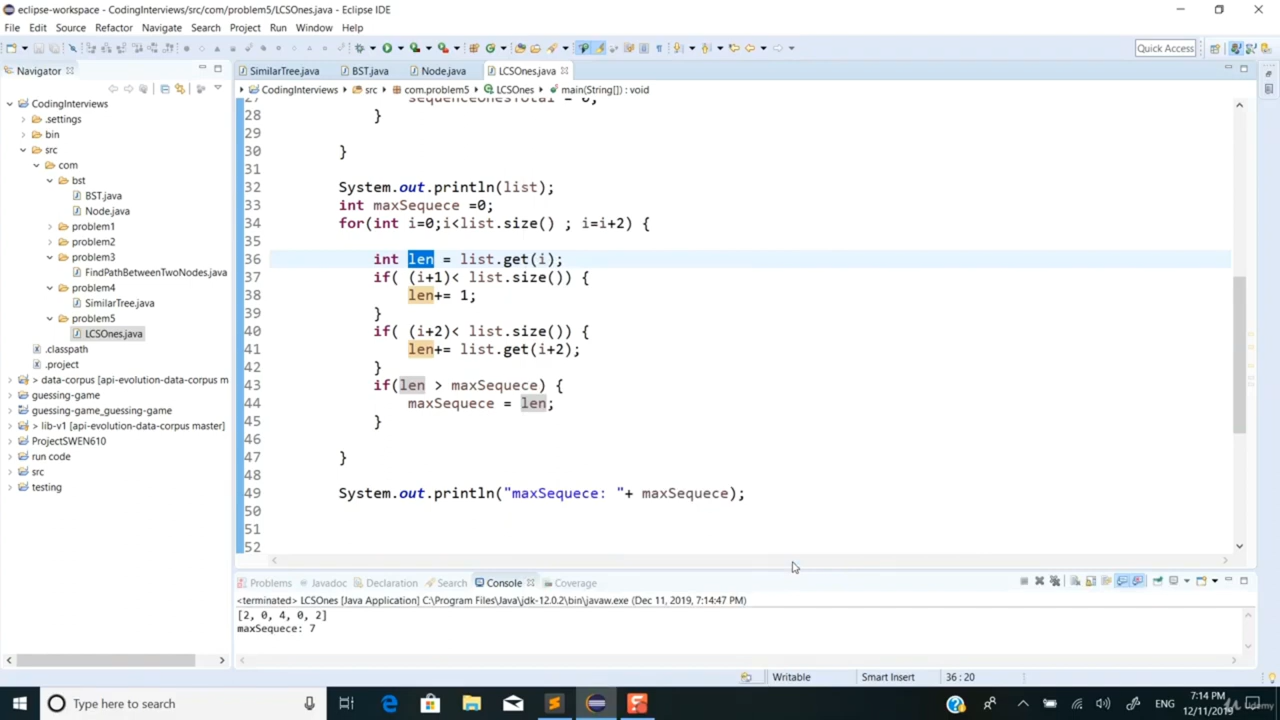 eclipse-workspace - CodingInterviews/src/com/problem5/LCSOnes.java - Eclipse IDE
File Edit Source Refactor Navigate Search Project Run Window Help
Quick Access
Navigator
SimilarTree.java BST.java Node.java LCSOnes.java
CodingInterviews src com.problem5 LCSOnes main(String[]) : void
CodingInterviews
.settings
bin
src
com
bst
BST.java
Node.java
problem1
problem2
problem3
FindPathBetweenTwoNodes.java
problem4
SimilarTree.java
problem5
LCSOnes.java
.classpath
.project
> data-corpus [api-evolution-data-corpus m
guessing-game
guessing-game_guessing-game
> lib-v1 [api-evolution-data-corpus master]
ProjectSWEN610
run code
src
testing
27 sequenceOnesTotal = 0;
28 }
29
30 }
31
32 System.out.println(list);
33 int maxSequece =0;
34 for(int i=0;i<list.size() ; i=i+2) {
35
36 int len = list.get(i);
37 if( (i+1)< list.size()) {
38 len+= 1;
39 }
40 if( (i+2)< list.size()) {
41 len+= list.get(i+2);
42 }
43 if(len > maxSequece) {
44 maxSequece = len;
45 }
46
47 }
48
49 System.out.println("maxSequece: "+ maxSequece);
50
51
52
Problems Javadoc Declaration Search Console Coverage
<terminated> LCSOnes [Java Application] C:\Program Files\Java\jdk-12.0.2\bin\javaw.exe (Dec 11, 2019, 7:14:47 PM)
[2, 0, 4, 0, 2]
maxSequece: 7
Writable Smart Insert 36 : 20
Type here to search
ENG
7:14 PM
12/11/2019
Udemy